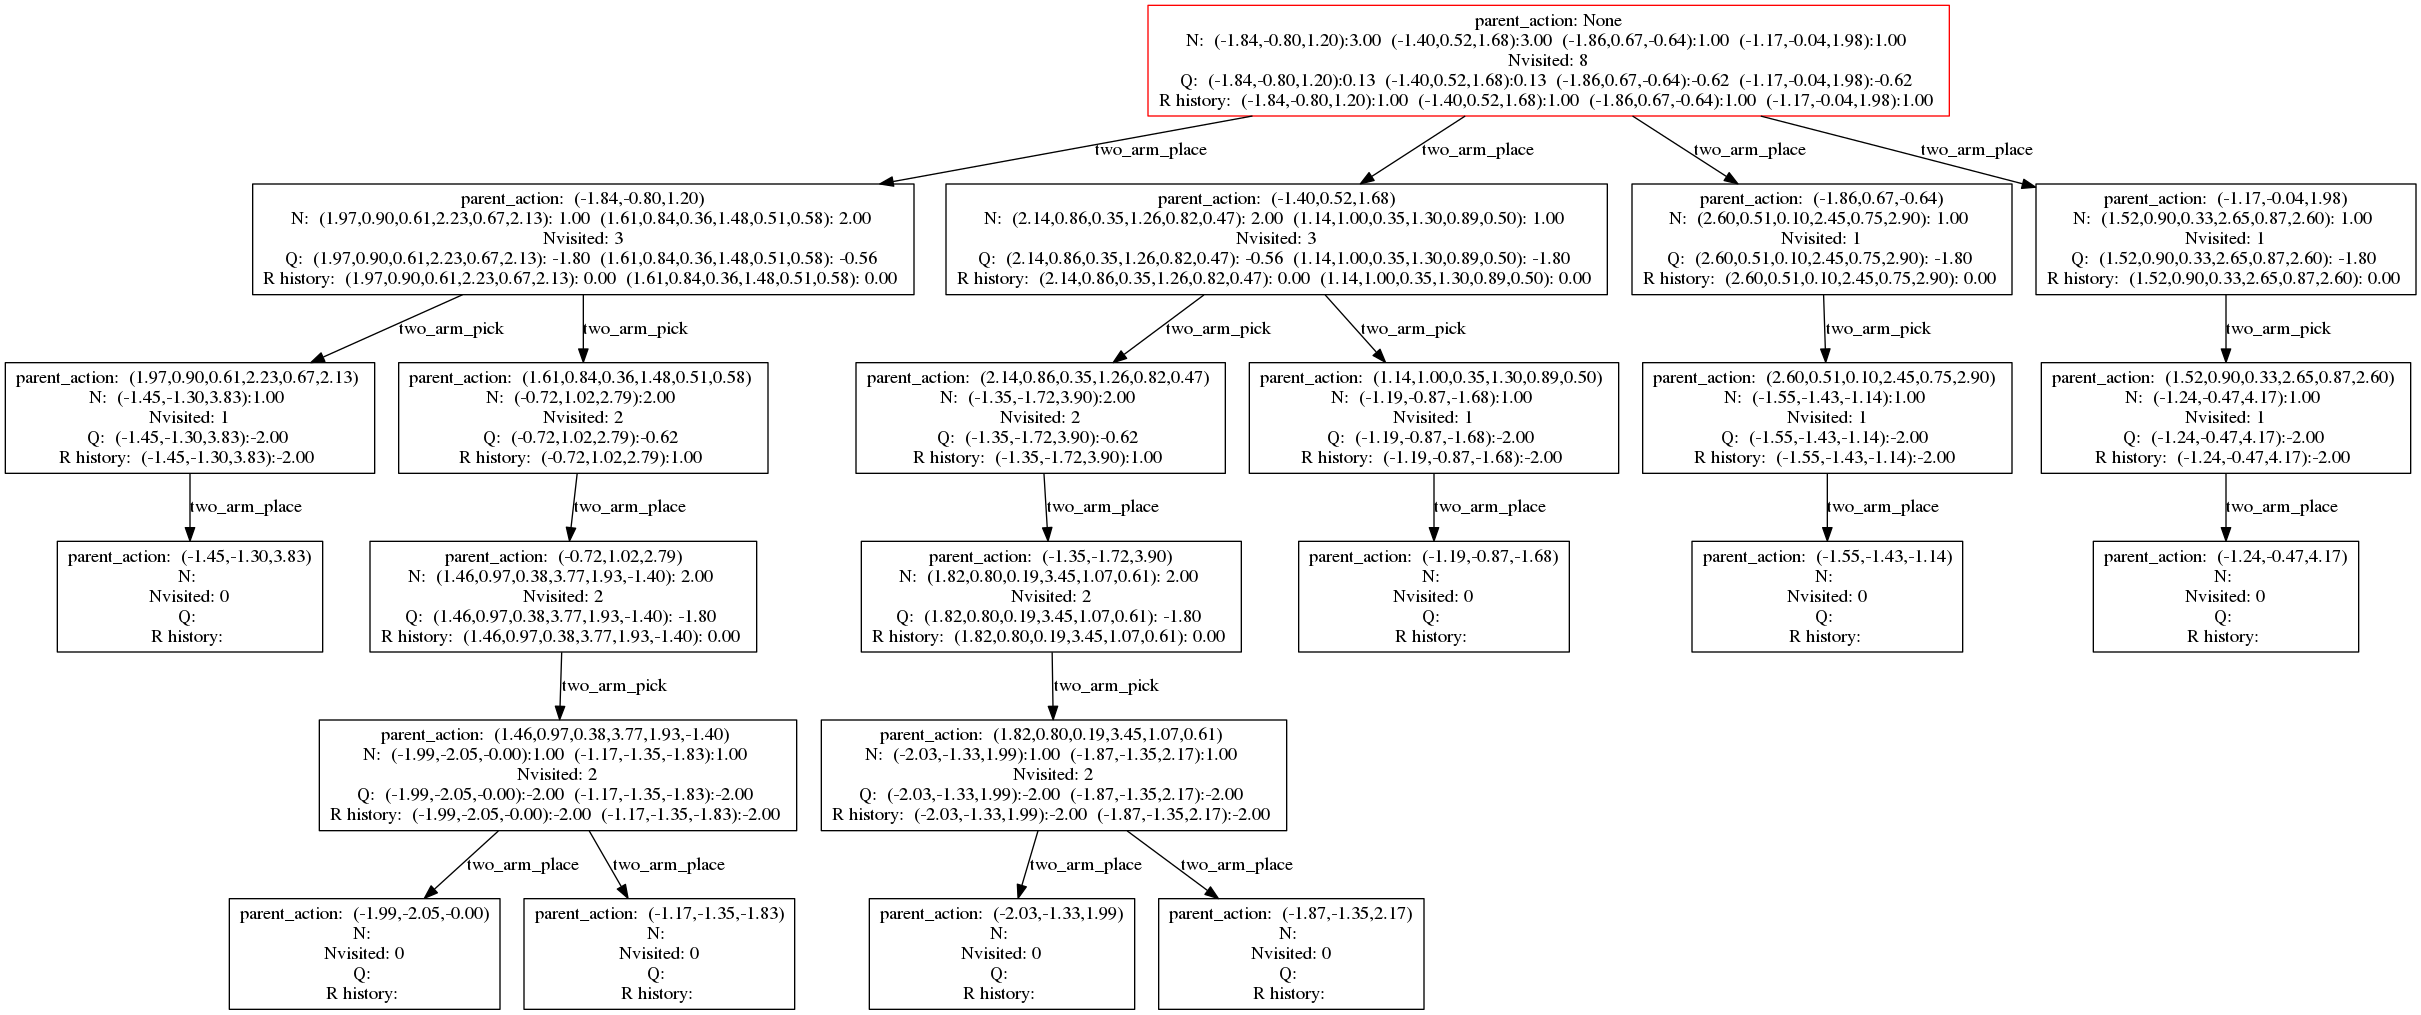 parent_action: None
N: (-1.84,-0.80,1.20):3.00 (-1.40,0.52,1.68):3.00 (-1.86,0.67,-0.64):1.00 (-1.17,-0.04,1.98):1.00
Nvisited: 8
Q: (-1.84,-0.80,1.20):0.13 (-1.40,0.52,1.68):0.13 (-1.86,0.67,-0.64):-0.62 (-1.17,-0.04,1.98):-0.62
R history: (-1.84,-0.80,1.20):1.00 (-1.40,0.52,1.68):1.00 (-1.86,0.67,-0.64):1.00 (-1.17,-0.04,1.98):1.00
two_arm_place
two_arm_place
two_arm_place
two_arm_place
parent_action: (-1.84,-0.80,1.20)
N: (1.97,0.90,0.61,2.23,0.67,2.13): 1.00 (1.61,0.84,0.36,1.48,0.51,0.58): 2.00
Nvisited: 3
Q: (1.97,0.90,0.61,2.23,0.67,2.13): -1.80 (1.61,0.84,0.36,1.48,0.51,0.58): -0.56
R history: (1.97,0.90,0.61,2.23,0.67,2.13): 0.00 (1.61,0.84,0.36,1.48,0.51,0.58): 0.00
parent_action: (-1.40,0.52,1.68)
N: (2.14,0.86,0.35,1.26,0.82,0.47): 2.00 (1.14,1.00,0.35,1.30,0.89,0.50): 1.00
Nvisited: 3
Q: (2.14,0.86,0.35,1.26,0.82,0.47): -0.56 (1.14,1.00,0.35,1.30,0.89,0.50): -1.80
R history: (2.14,0.86,0.35,1.26,0.82,0.47): 0.00 (1.14,1.00,0.35,1.30,0.89,0.50): 0.00
parent_action: (-1.86,0.67,-0.64)
N: (2.60,0.51,0.10,2.45,0.75,2.90): 1.00
Nvisited: 1
Q: (2.60,0.51,0.10,2.45,0.75,2.90): -1.80
R history: (2.60,0.51,0.10,2.45,0.75,2.90): 0.00
parent_action: (-1.17,-0.04,1.98)
N: (1.52,0.90,0.33,2.65,0.87,2.60): 1.00
Nvisited: 1
Q: (1.52,0.90,0.33,2.65,0.87,2.60): -1.80
R history: (1.52,0.90,0.33,2.65,0.87,2.60): 0.00
two_arm_pick
two_arm_pick
two_arm_pick
two_arm_pick
two_arm_pick
two_arm_pick
parent_action: (1.97,0.90,0.61,2.23,0.67,2.13)
N: (-1.45,-1.30,3.83):1.00
Nvisited: 1
Q: (-1.45,-1.30,3.83):-2.00
R history: (-1.45,-1.30,3.83):-2.00
parent_action: (1.61,0.84,0.36,1.48,0.51,0.58)
N: (-0.72,1.02,2.79):2.00
Nvisited: 2
Q: (-0.72,1.02,2.79):-0.62
R history: (-0.72,1.02,2.79):1.00
parent_action: (2.14,0.86,0.35,1.26,0.82,0.47)
N: (-1.35,-1.72,3.90):2.00
Nvisited: 2
Q: (-1.35,-1.72,3.90):-0.62
R history: (-1.35,-1.72,3.90):1.00
parent_action: (1.14,1.00,0.35,1.30,0.89,0.50)
N: (-1.19,-0.87,-1.68):1.00
Nvisited: 1
Q: (-1.19,-0.87,-1.68):-2.00
R history: (-1.19,-0.87,-1.68):-2.00
parent_action: (2.60,0.51,0.10,2.45,0.75,2.90)
N: (-1.55,-1.43,-1.14):1.00
Nvisited: 1
Q: (-1.55,-1.43,-1.14):-2.00
R history: (-1.55,-1.43,-1.14):-2.00
parent_action: (1.52,0.90,0.33,2.65,0.87,2.60)
N: (-1.24,-0.47,4.17):1.00
Nvisited: 1
Q: (-1.24,-0.47,4.17):-2.00
R history: (-1.24,-0.47,4.17):-2.00
two_arm_place
two_arm_place
two_arm_place
two_arm_place
two_arm_place
two_arm_place
parent_action: (-1.45,-1.30,3.83)
N:
Nvisited: 0
Q:
R history:
parent_action: (-0.72,1.02,2.79)
N: (1.46,0.97,0.38,3.77,1.93,-1.40): 2.00
Nvisited: 2
Q: (1.46,0.97,0.38,3.77,1.93,-1.40): -1.80
R history: (1.46,0.97,0.38,3.77,1.93,-1.40): 0.00
parent_action: (-1.35,-1.72,3.90)
N: (1.82,0.80,0.19,3.45,1.07,0.61): 2.00
Nvisited: 2
Q: (1.82,0.80,0.19,3.45,1.07,0.61): -1.80
R history: (1.82,0.80,0.19,3.45,1.07,0.61): 0.00
parent_action: (-1.19,-0.87,-1.68)
N:
Nvisited: 0
Q:
R history:
parent_action: (-1.55,-1.43,-1.14)
N:
Nvisited: 0
Q:
R history:
parent_action: (-1.24,-0.47,4.17)
N:
Nvisited: 0
Q:
R history:
two_arm_pick
two_arm_pick
parent_action: (1.46,0.97,0.38,3.77,1.93,-1.40)
N: (-1.99,-2.05,-0.00):1.00 (-1.17,-1.35,-1.83):1.00
Nvisited: 2
Q: (-1.99,-2.05,-0.00):-2.00 (-1.17,-1.35,-1.83):-2.00
R history: (-1.99,-2.05,-0.00):-2.00 (-1.17,-1.35,-1.83):-2.00
parent_action: (1.82,0.80,0.19,3.45,1.07,0.61)
N: (-2.03,-1.33,1.99):1.00 (-1.87,-1.35,2.17):1.00
Nvisited: 2
Q: (-2.03,-1.33,1.99):-2.00 (-1.87,-1.35,2.17):-2.00
R history: (-2.03,-1.33,1.99):-2.00 (-1.87,-1.35,2.17):-2.00
two_arm_place
two_arm_place
two_arm_place
two_arm_place
parent_action: (-1.99,-2.05,-0.00)
N:
Nvisited: 0
Q:
R history:
parent_action: (-1.17,-1.35,-1.83)
N:
Nvisited: 0
Q:
R history:
parent_action: (-2.03,-1.33,1.99)
N:
Nvisited: 0
Q:
R history:
parent_action: (-1.87,-1.35,2.17)
N:
Nvisited: 0
Q:
R history: